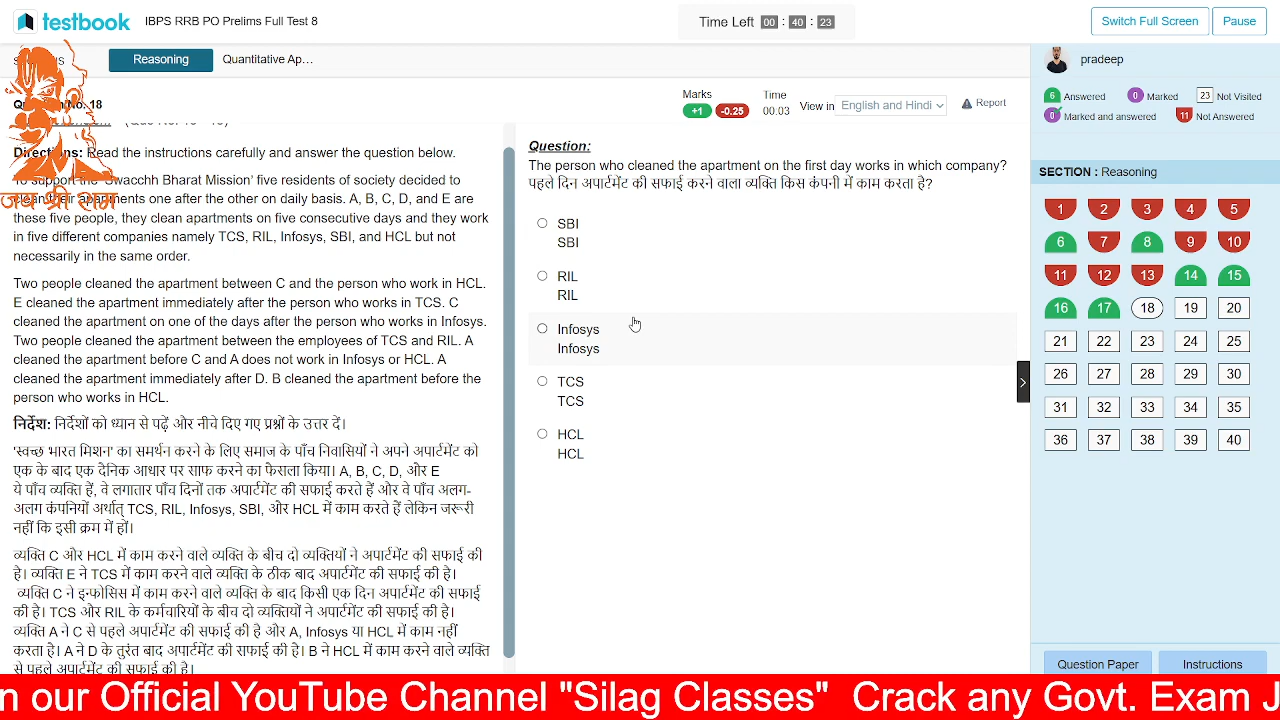 testbook
IBPS RRB PO Prelims Full Test 8
Time Left 00 : 40 : 23
Switch Full Screen
Pause
Reasoning
Quantitative Ap...
pradeep
No. 18
Marks
+1 -0.25
Time
00.03
View in English and Hindi
Report
6 Answered
0 Marked
23 Not Visited
0 Marked and answered
11 Not Answered
Directions: Read the instructions carefully and answer the question below.
To support the 'Swacchh Bharat Mission' five residents of society decided to
clean their apartments one after the other on daily basis. A, B, C, D, and E are
these five people, they clean apartments on five consecutive days and they work
in five different companies namely TCS, RIL, Infosys, SBI, and HCL but not
necessarily in the same order.
Two people cleaned the apartment between C and the person who work in HCL.
E cleaned the apartment immediately after the person who works in TCS. C
cleaned the apartment on one of the days after the person who works in Infosys.
Two people cleaned the apartment between the employees of TCS and RIL. A
cleaned the apartment before C and A does not work in Infosys or HCL. A
cleaned the apartment immediately after D. B cleaned the apartment before the
person who works in HCL.
निर्देश: निर्देशों को ध्यान से पढ़ें और नीचे दिए गए प्रश्नों के उत्तर दें।
'स्वच्छ भारत मिशन' का समर्थन करने के लिए समाज के पाँच निवासियों ने अपने अपार्टमेंट को
एक के बाद एक दैनिक आधार पर साफ करने का फैसला किया। A, B, C, D, और E
ये पाँच व्यक्ति हैं, वे लगातार पाँच दिनों तक अपार्टमेंट की सफाई करते हैं और वे पाँच अलग-
अलग कंपनियों अर्थात् TCS, RIL, Infosys, SBI, और HCL में काम करते हैं लेकिन जरूरी
नहीं कि इसी क्रम में हों।
व्यक्ति C और HCL में काम करने वाले व्यक्ति के बीच दो व्यक्तियों ने अपार्टमेंट की सफाई की
है। व्यक्ति E ने TCS में काम करने वाले व्यक्ति के ठीक बाद अपार्टमेंट की सफाई की है।
व्यक्ति C ने इन्फोसिस में काम करने वाले व्यक्ति के बाद किसी एक दिन अपार्टमेंट की सफाई
की है। TCS और RIL के कर्मचारियों के बीच दो व्यक्तियों ने अपार्टमेंट की सफाई की है।
व्यक्ति A ने C से पहले अपार्टमेंट की सफाई की है और A, Infosys या HCL में काम नहीं
करता है। A ने D के तुरंत बाद अपार्टमेंट की सफाई की है। B ने HCL में काम करने वाले व्यक्ति
से पहले अपार्टमेंट की सफाई की है।
जय श्री राम
Question:
The person who cleaned the apartment on the first day works in which company?
पहले दिन अपार्टमेंट की सफाई करने वाला व्यक्ति किस कंपनी में काम करता है?
SBI
SBI
RIL
RIL
Infosys
Infosys
TCS
TCS
HCL
HCL
SECTION : Reasoning
1 2 3 4 5
6 7 8 9 10
11 12 13 14 15
16 17 18 19 20
21 22 23 24 25
26 27 28 29 30
31 32 33 34 35
36 37 38 39 40
Question Paper
Instructions
n our Official YouTube Channel "Silag Classes" Crack any Govt. Exam J